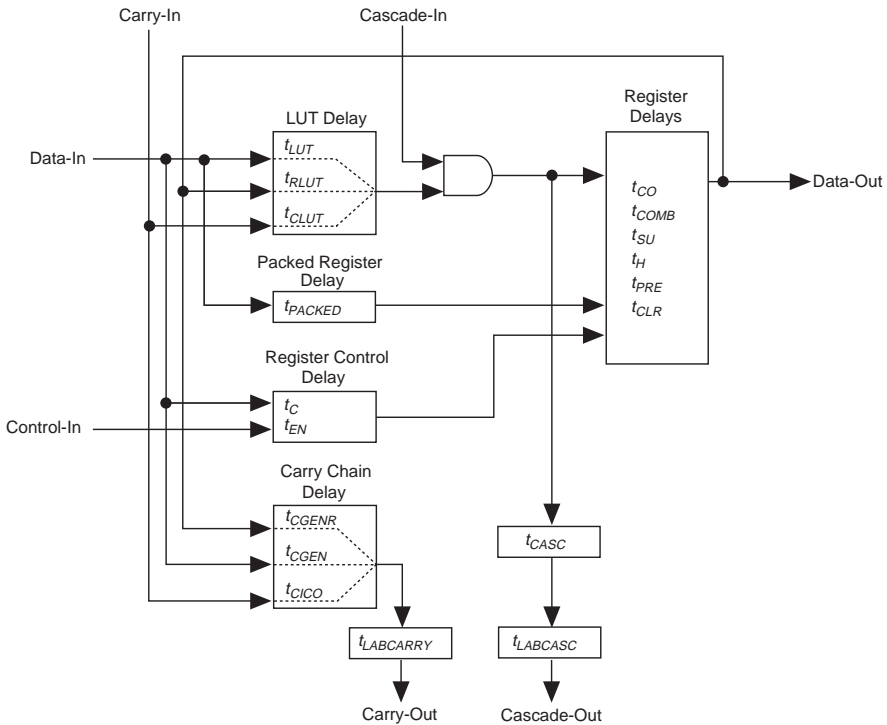 Carry-In
Cascade-In
LUT Delay
Register
Delays
Data-In
tLUT
tRLUT
tCLUT
tCO
tCOMB
tSU
tH
tPRE
tCLR
Data-Out
Packed Register
Delay
tPACKED
Register Control
Delay
tC
tEN
Control-In
Carry Chain
Delay
tCGENR
tCGEN
tCICO
tCASC
tLABCARRY
tLABCASC
Carry-Out
Cascade-Out